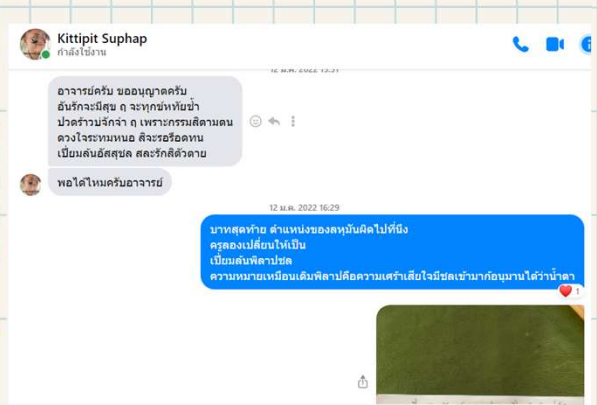 Kittipit Suphap
กำลังใช้งาน
อาจารย์ครับ ขออนุญาตครับ
อันรักจะมีสุข ฤ จะทุกข์หทัยช้ำ
ปวดร้าวบ่จักจำ ฤ เพราะกรรมสิตามตน
ดวงใจระทมหนอ สิจะรอรึอดทน
เปี่ยมล้นอัสสุชล สละรักสิตัวตาย
พอได้ไหมครับอาจารย์
12 ม.ค. 2022 16:29
บาทสุดท้าย ตำแหน่งของลหุมันผิดไปที่นึง
ครูลองเปลี่ยนให้เป็น
เปี่ยมล้นพิลาปชล
ความหมายเหมือนเดิมพิลาปคือความเศร้าเสียใจมีชลเข้ามาก้อนุมานได้ว่าน้ำตา
1